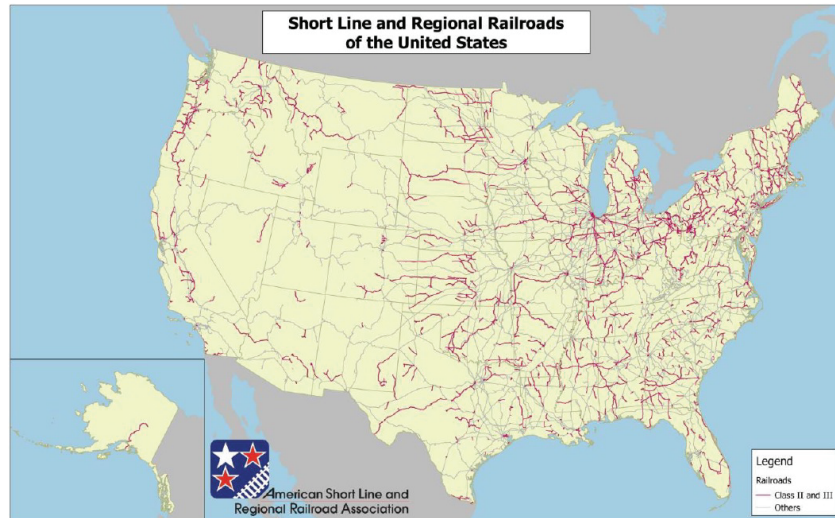 Short Line and Regional Railroads
of the United States
American Short Line and
Regional Railroad Association
Legend
Railroads
Class II and III
Others